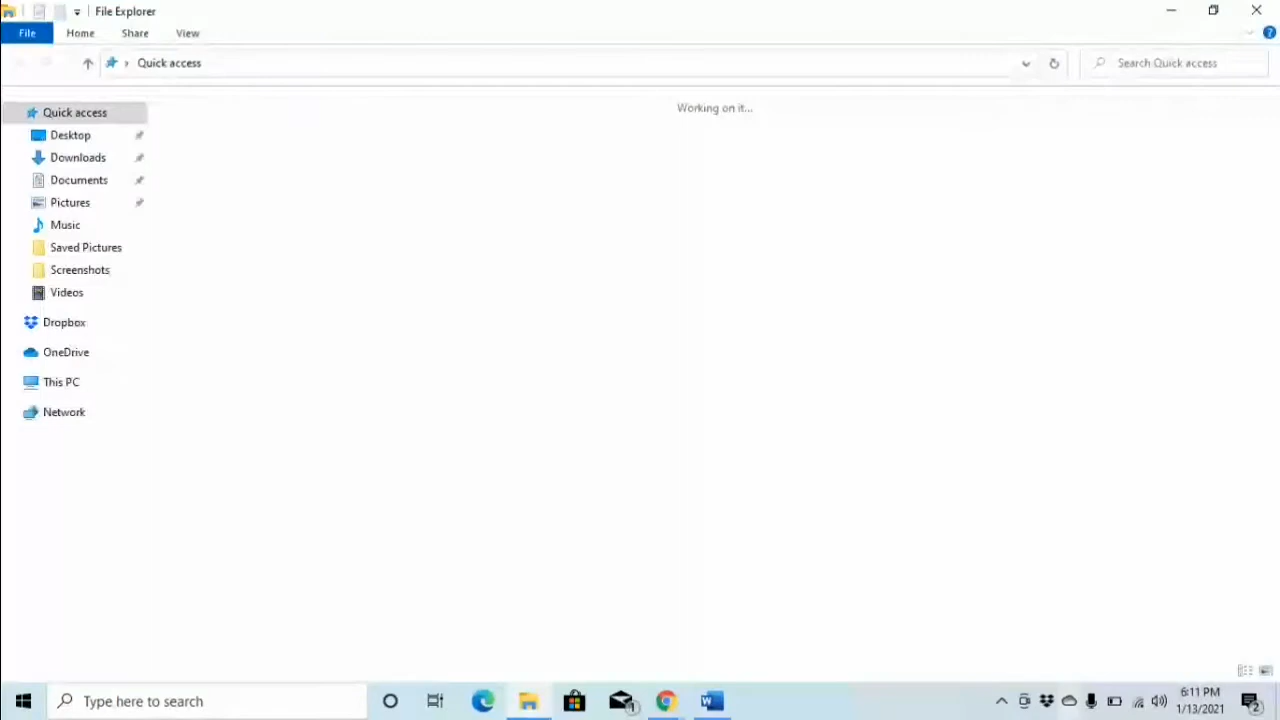 File Explorer
File Home Share View
Quick access
Search Quick access
Working on it...
Quick access
Desktop
Downloads
Documents
Pictures
Music
Saved Pictures
Screenshots
Videos
Dropbox
OneDrive
This PC
Network
Type here to search
1
6:11 PM
1/13/2021
2